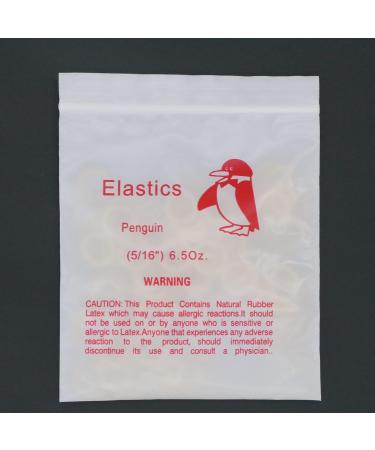 Elastics
Penguin
(5/16") 6.5Oz.
WARNING
CAUTION: This Product Contains Natural Rubber
Latex which may cause allergic reactions.It should
not be used on or by anyone who is sensitive or
allergic to Latex.Anyone that experiences any adverse
reaction to the product, should immediately
discontinue its use and consult a physician..